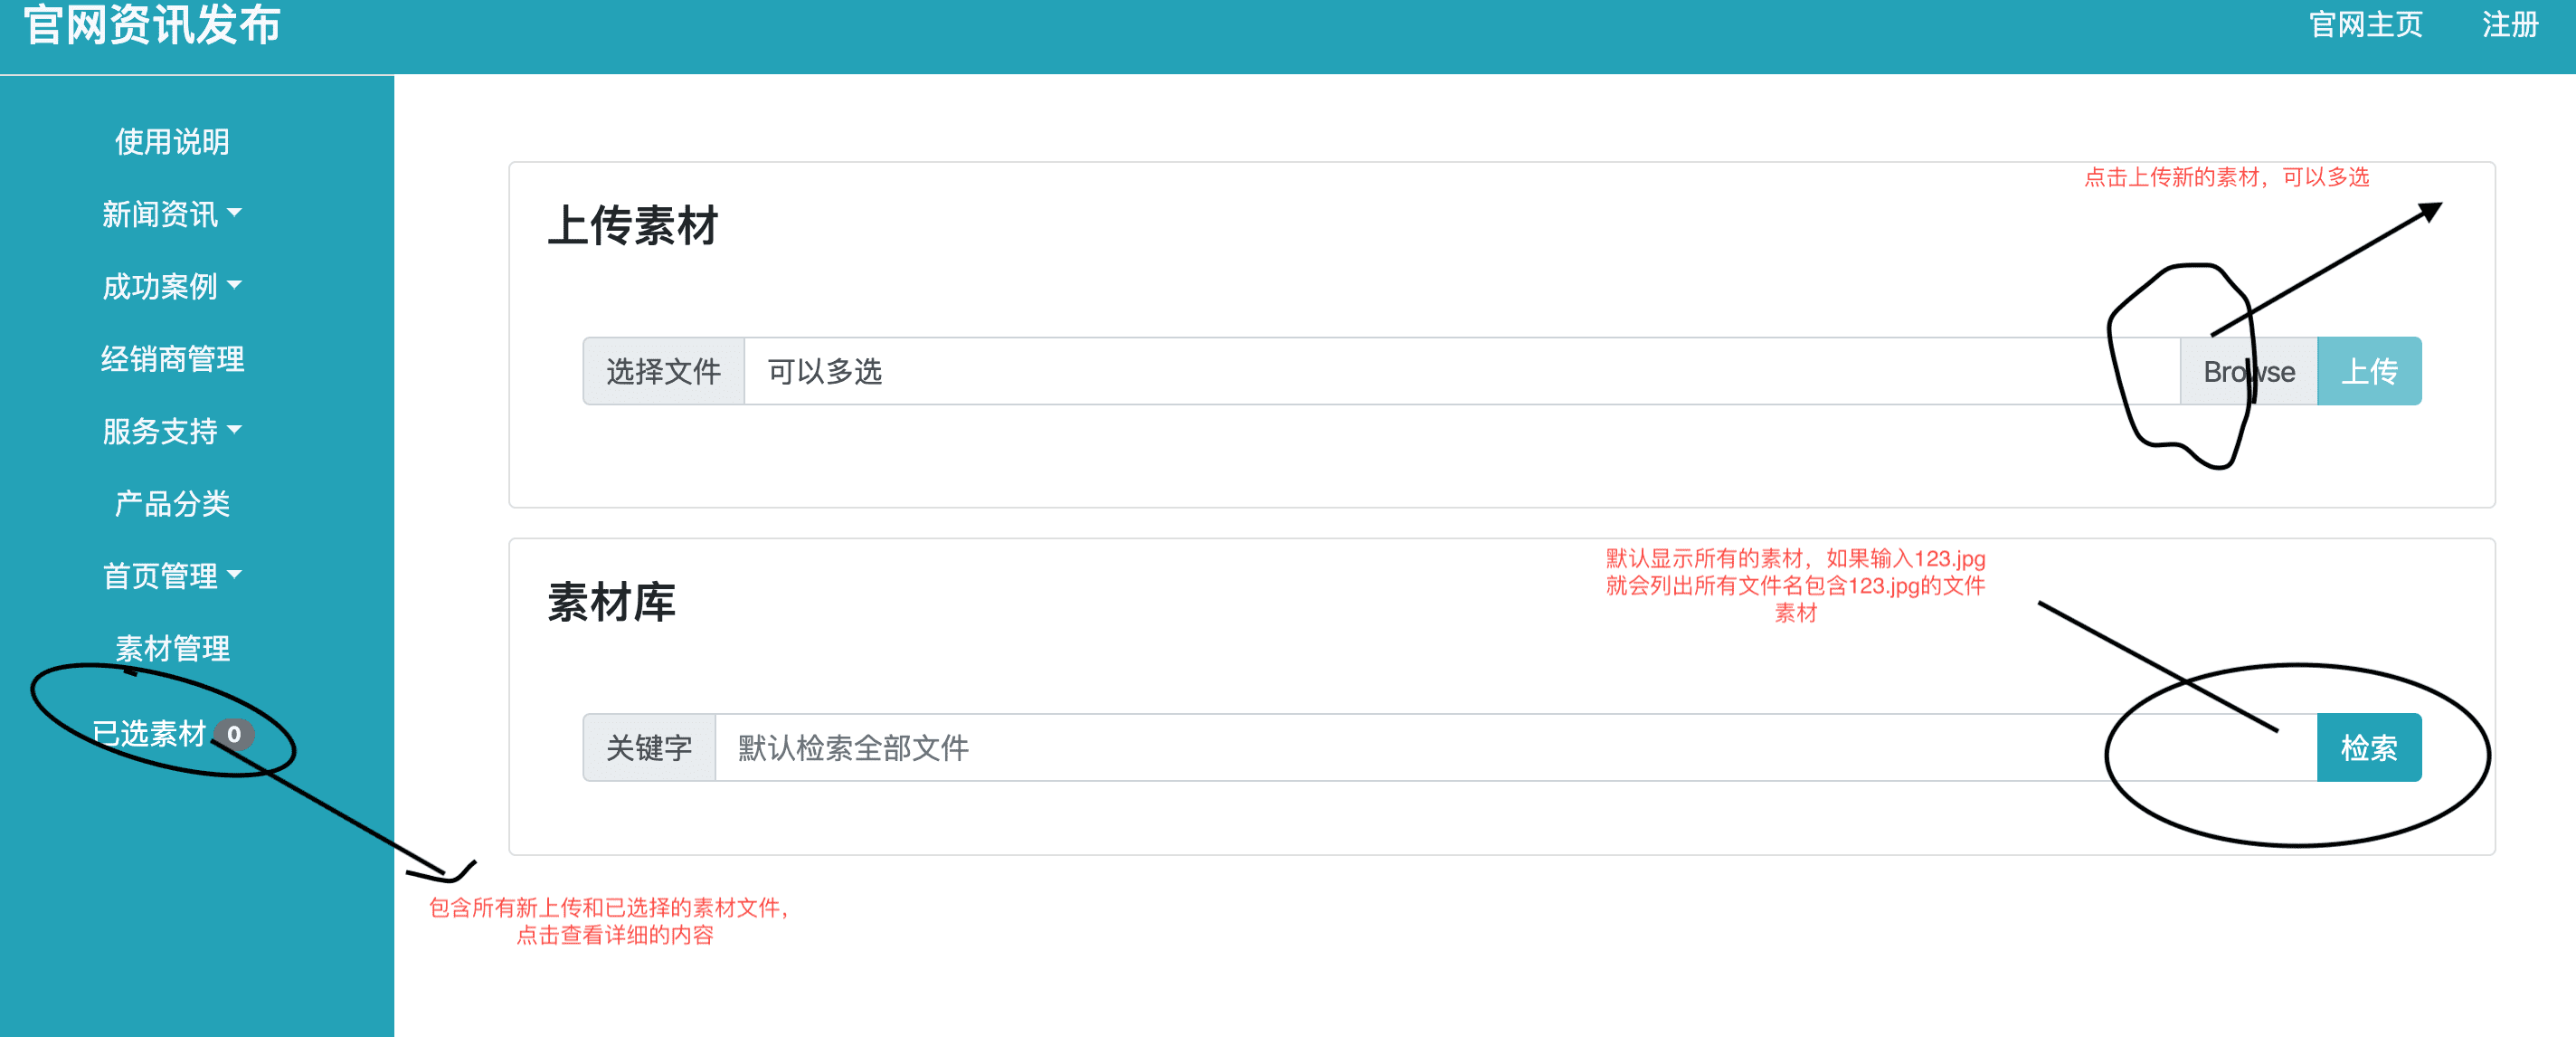 官网资讯发布
官网主页
注册
使用说明
新闻资讯
成功案例
经销商管理
服务支持
产品分类
首页管理
素材管理
已选素材 0
点击上传新的素材，可以多选
上传素材
选择文件
可以多选
Browse
上传
默认显示所有的素材，如果输入123.jpg
就会列出所有文件名包含123.jpg的文件
素材
素材库
关键字
默认检索全部文件
检索
包含所有新上传和已选择的素材文件，
点击查看详细的内容